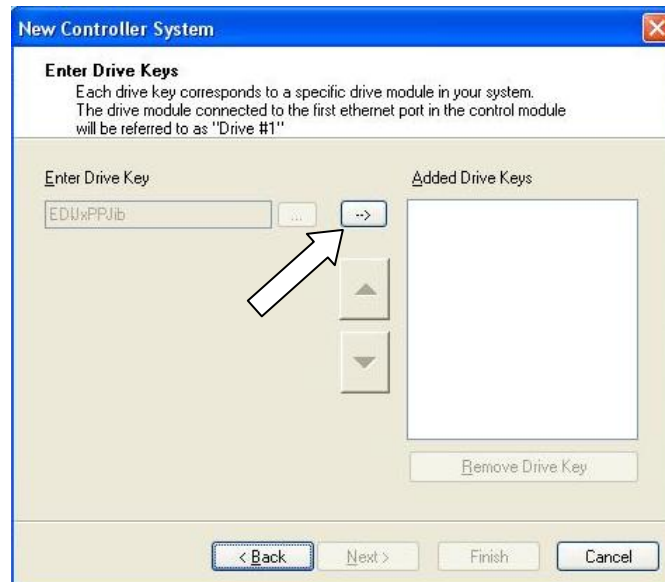 New Controller System
Enter Drive Keys
Each drive key corresponds to a specific drive module in your system.
The drive module connected to the first ethernet port in the control module
will be referred to as "Drive #1"
Enter Drive Key
Added Drive Keys
EDIJxPPJib
...
-->
Remove Drive Key
< Back
Next >
Finish
Cancel